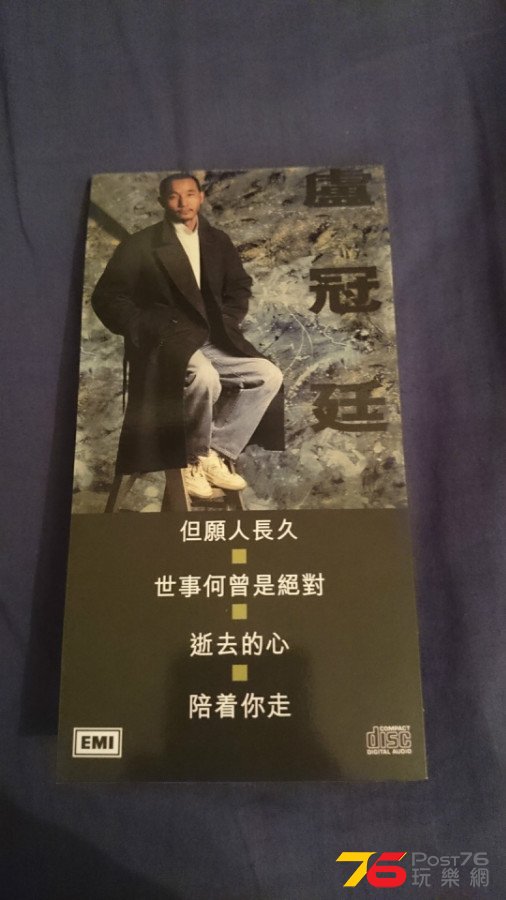 盧冠廷
但願人長久
世事何曾是絕對
逝去的心
陪着你走
EMI
COMPACT
disc
DIGITAL AUDIO
76 POST76
玩樂網